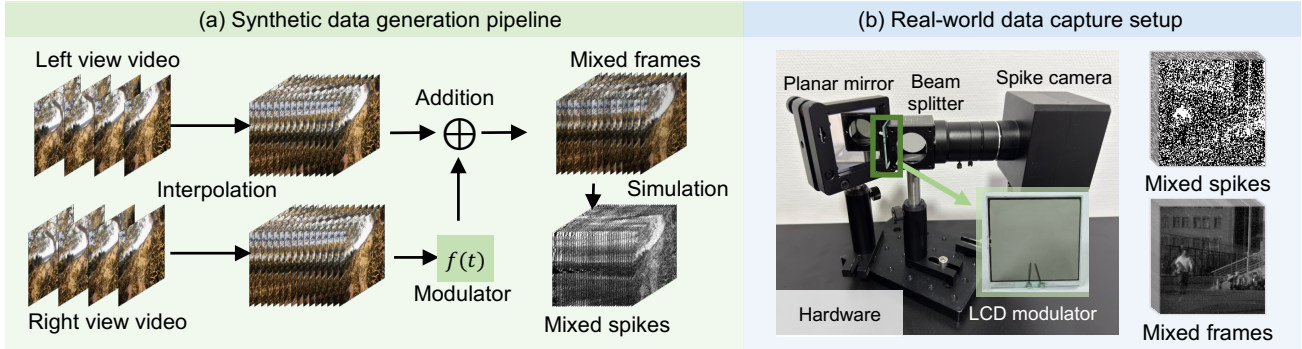 (a) Synthetic data generation pipeline
Left view video
Mixed frames
Addition
Interpolation
Simulation
f(t)
Modulator
Right view video
Mixed spikes
(b) Real-world data capture setup
Planar mirror
Beam
splitter
Spike camera
Mixed spikes
Hardware
LCD modulator
Mixed frames